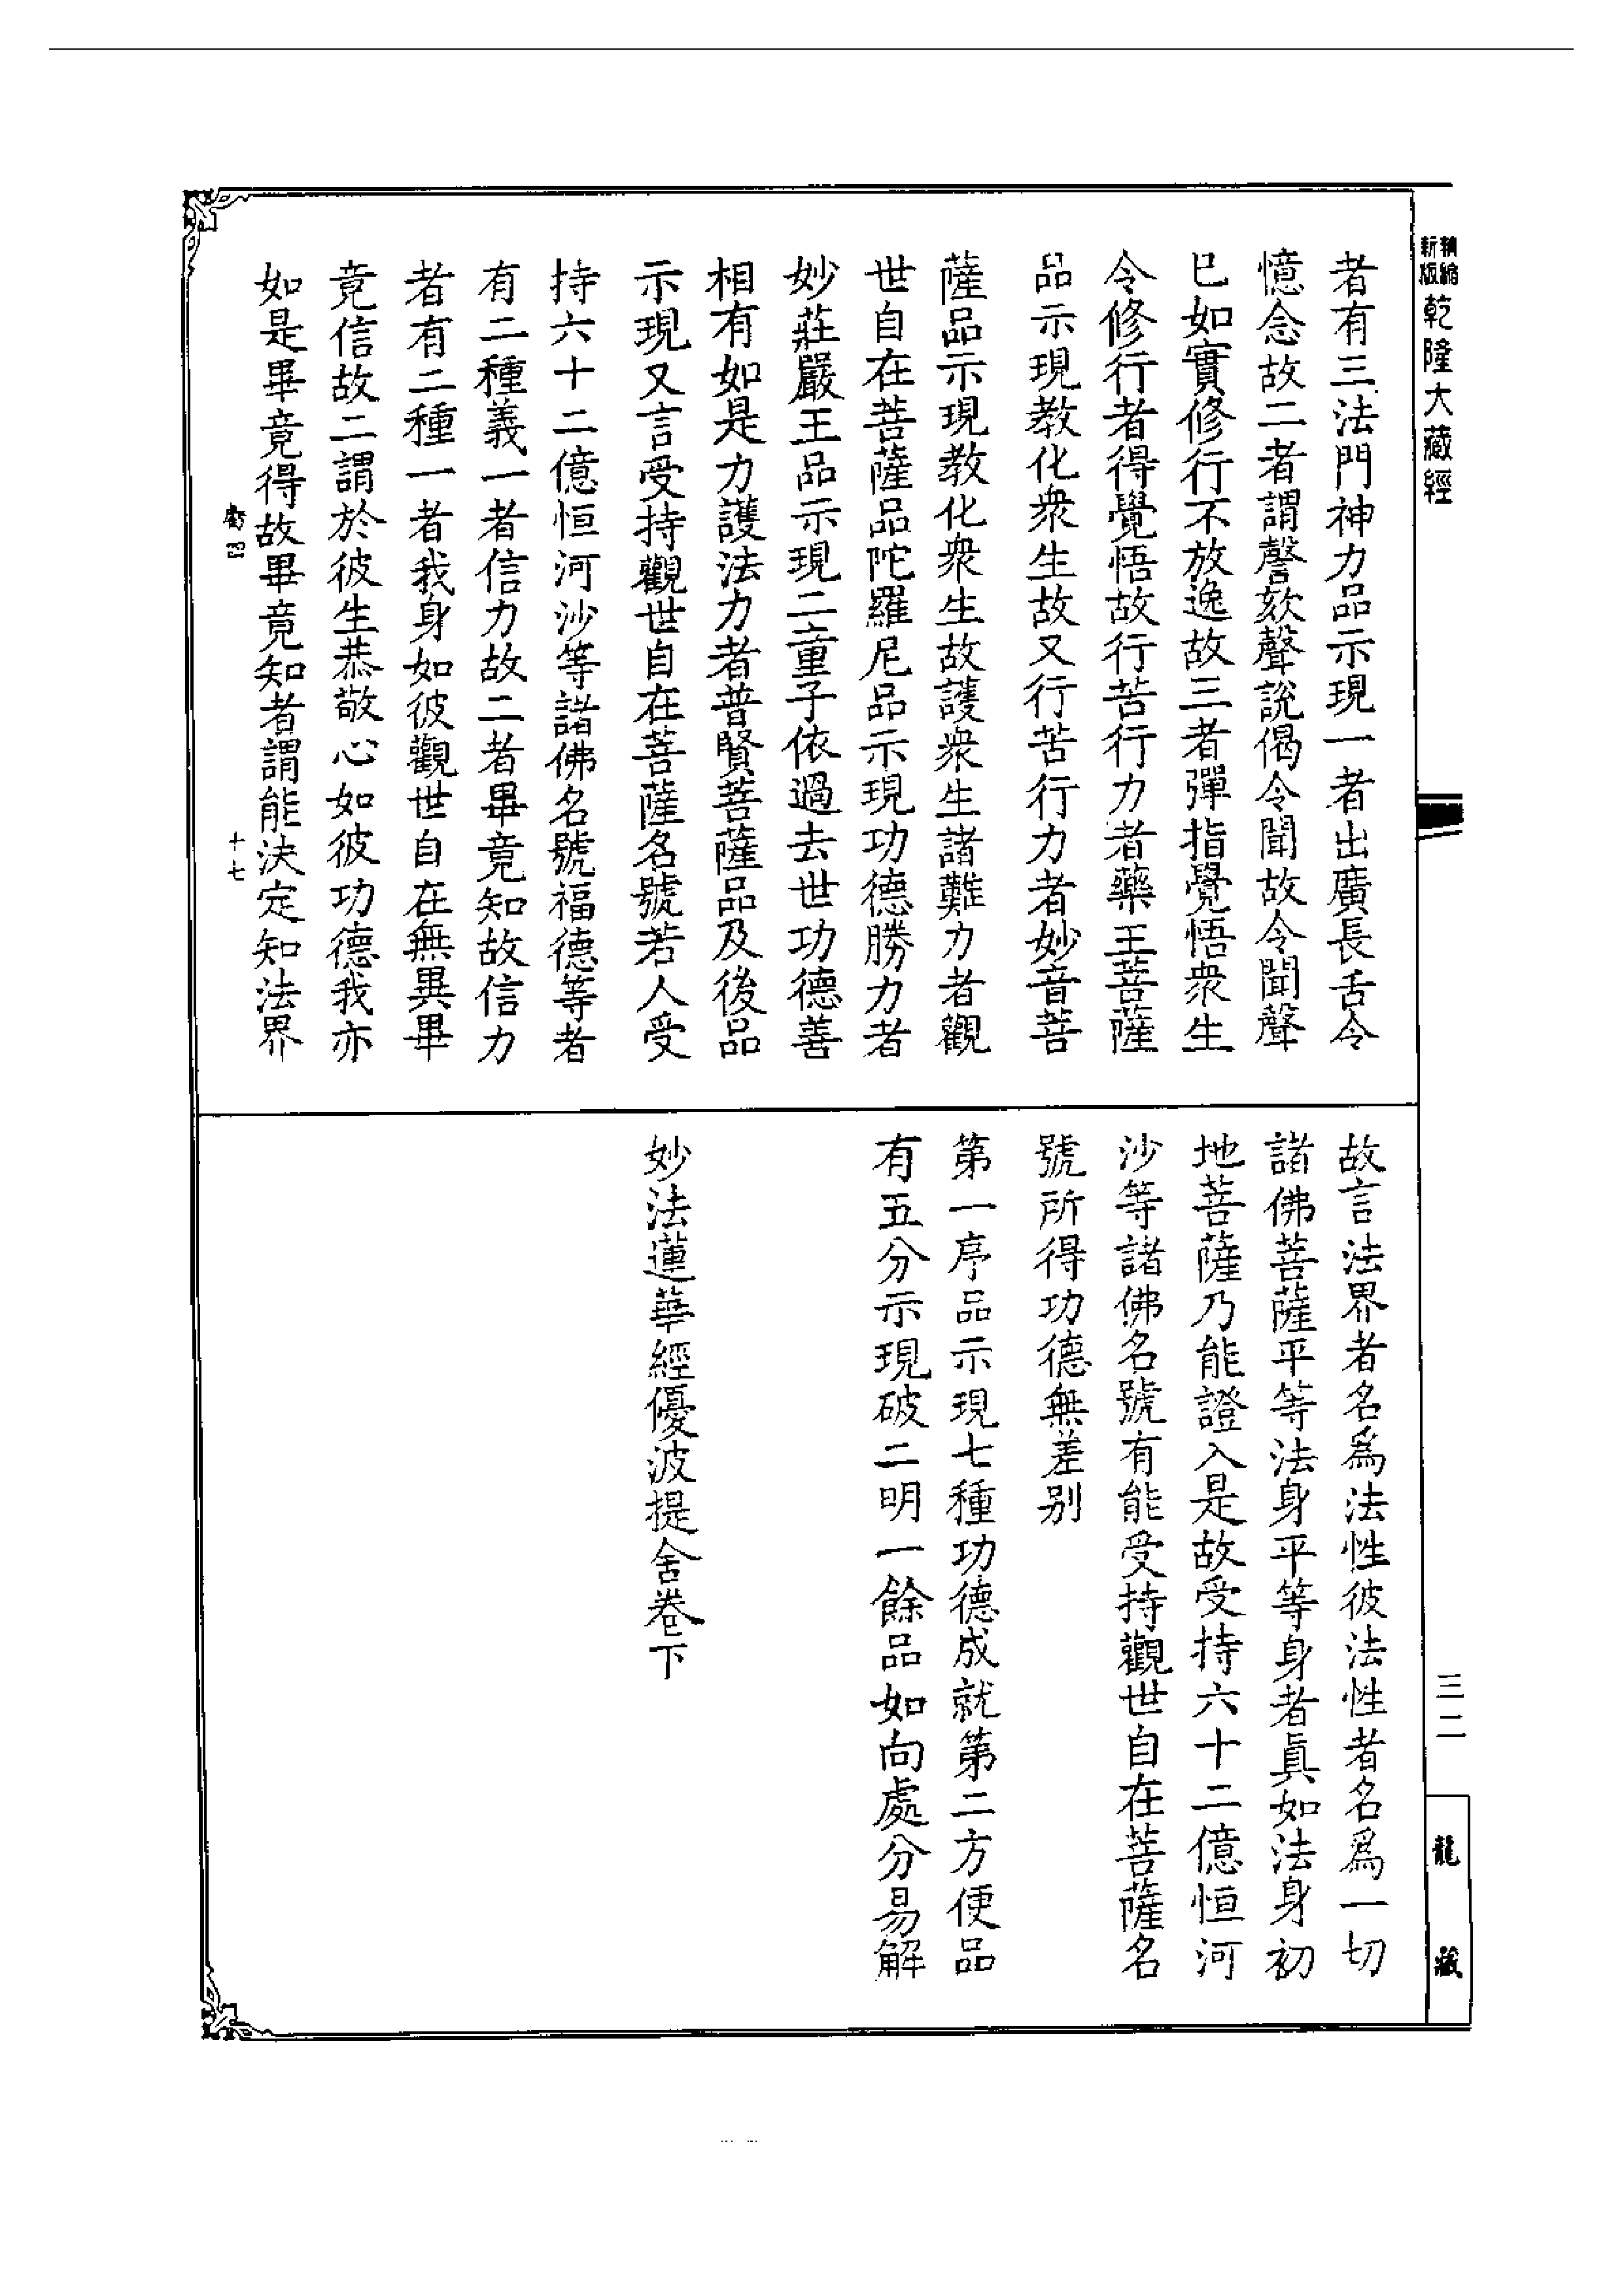 新版精縮
乾隆大藏經
者有三法門神力品示現一者出廣長舌令
憶念故二者謂謦欬聲說偈令聞故令聞聲
已如實修行不放逸故三者彈指覺悟衆生
令修行者得覺悟故行苦行力者藥王菩薩
品示現教化衆生故又行苦行力者妙音菩
薩品示現教化衆生故護衆生諸難力者觀
世自在菩薩品陀羅尼品示現功德勝力者
妙莊嚴王品示現二童子依過去世功德善
相有如是力護法力者普賢菩薩品及後品
示現又言受持觀世自在菩薩名號若人受
持六十二億恒河沙等諸佛名號福德等者
有二種義一者信力故二者畢竟知故信力
者有二種一者我身如彼觀世自在無異畢
竟信故二謂於彼生恭敬心如彼功德我亦
如是畢竟得故畢竟知者謂能決定知法界
四
十七
故言法界者名爲法性彼法性者名爲一切
諸佛菩薩平等法身平等身者眞如法身初
地菩薩乃能證入是故受持六十二億恒河
沙等諸佛名號有能受持觀世自在菩薩名
號所得功德無差别
第一序品示現七種功德成就第二方便品
有五分示現破二明一餘品如向處分易解
妙法蓮華經優波提舍卷下
三二
龍藏